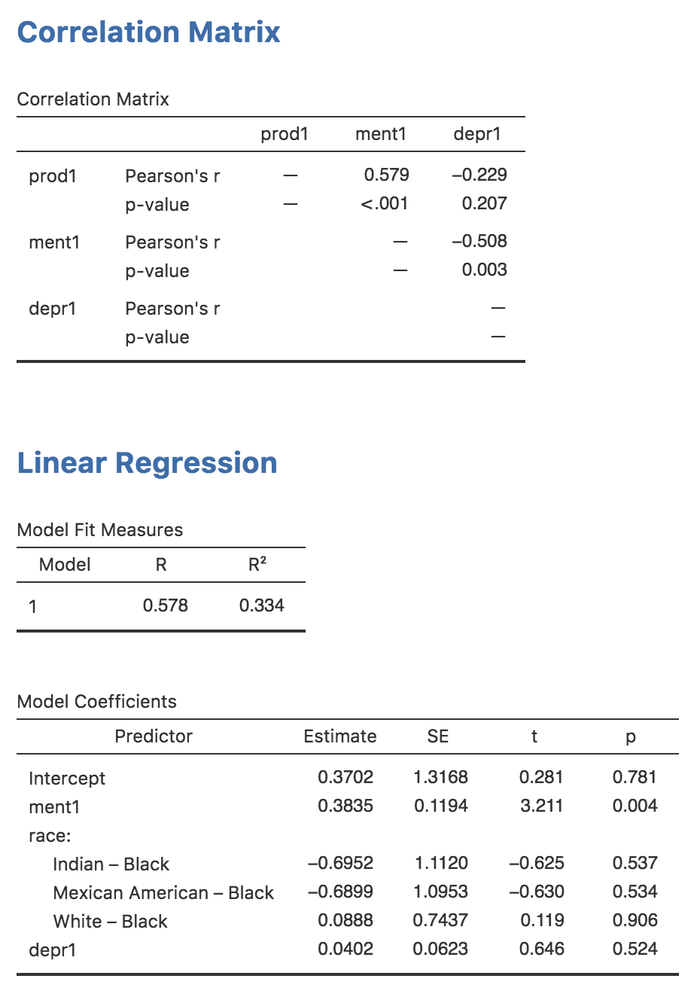 Correlation Matrix
Correlation Matrix
prod1 ment1 depr1
prod1 Pearson's r — 0.579 −0.229
p-value — <.001 0.207
ment1 Pearson's r — −0.508
p-value — 0.003
depr1 Pearson's r —
p-value —
Linear Regression
Model Fit Measures
Model R R²
1 0.578 0.334
Model Coefficients
Predictor Estimate SE t p
Intercept 0.3702 1.3168 0.281 0.781
ment1 0.3835 0.1194 3.211 0.004
race:
Indian – Black −0.6952 1.1120 −0.625 0.537
Mexican American – Black −0.6899 1.0953 −0.630 0.534
White – Black 0.0888 0.7437 0.119 0.906
depr1 0.0402 0.0623 0.646 0.524